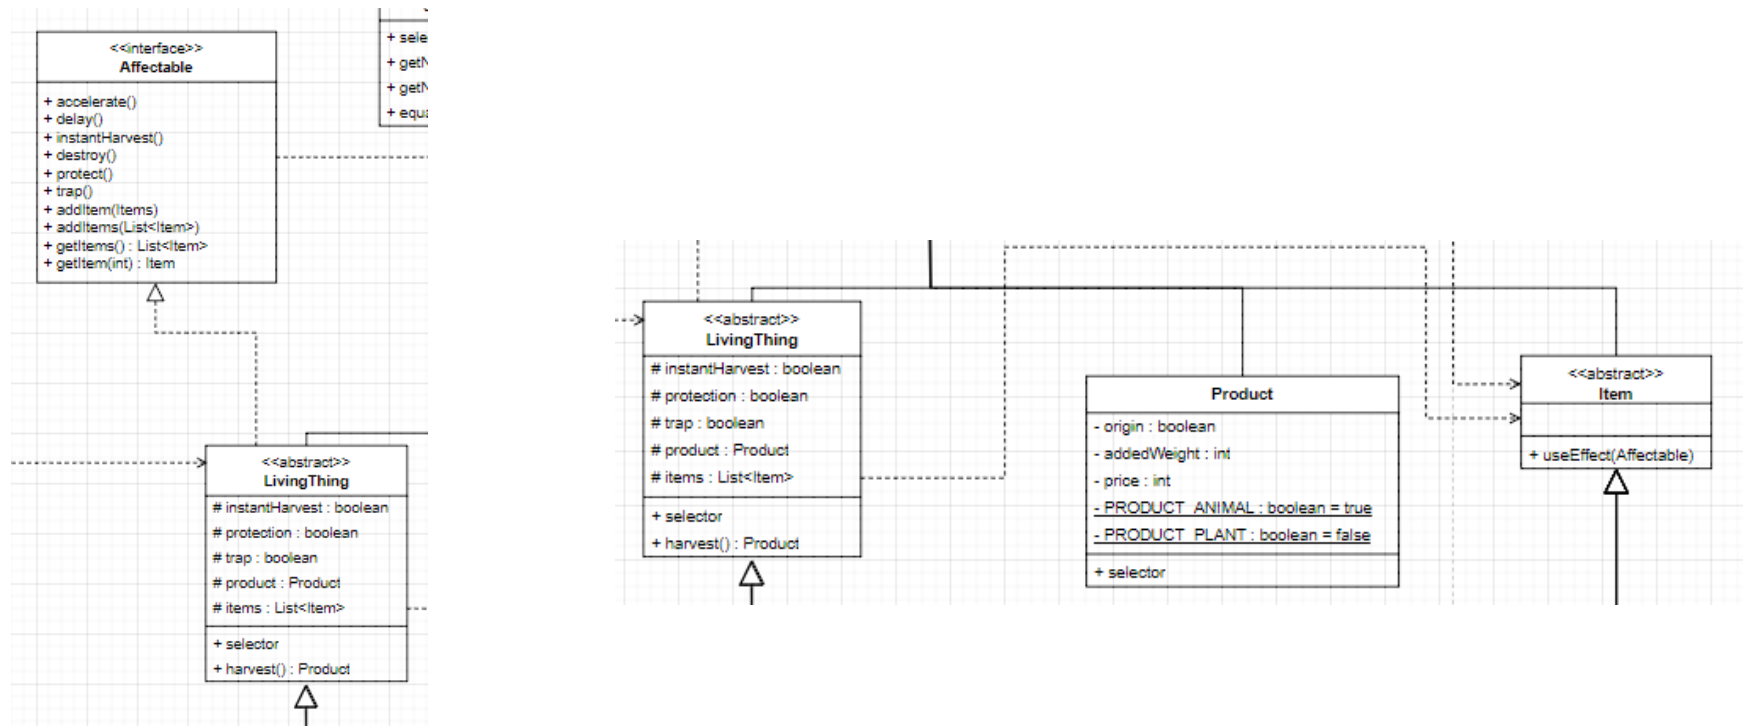 <<interface>>
Affectable
+ accelerate()
+ delay()
+ instantHarvest()
+ destroy()
+ protect()
+ trap()
+ addItem(Items)
+ addItems(List<Item>)
+ getItems() : List<Item>
+ getItem(int) : Item
+ sele
+ get
+ get
+ equa
<<abstract>>
LivingThing
# instantHarvest : boolean
# protection : boolean
# trap : boolean
# product : Product
# items : List<Item>
+ selector
+ harvest() : Product
<<abstract>>
LivingThing
# instantHarvest : boolean
# protection : boolean
# trap : boolean
# product : Product
# items : List<Item>
+ selector
+ harvest() : Product
Product
- origin : boolean
- addedWeight : int
- price : int
- PRODUCT_ANIMAL : boolean = true
- PRODUCT_PLANT : boolean = false
+ selector
<<abstract>>
Item
+ useEffect(Affectable)